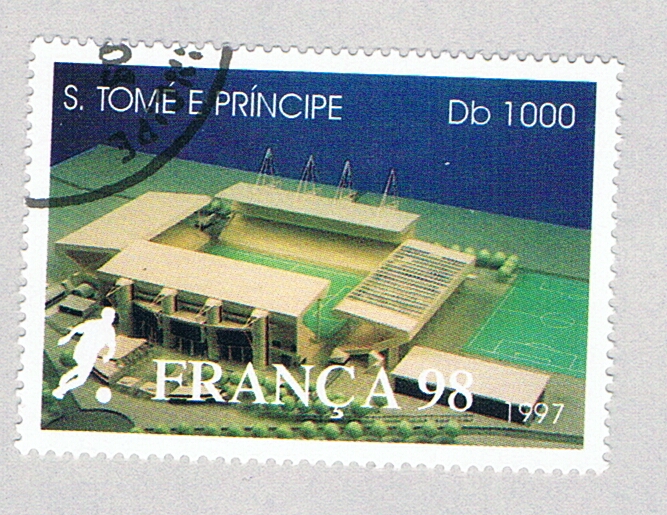 S. TOMÉ E PRÍNCIPE
Db 1000
FRANÇA 98
1997